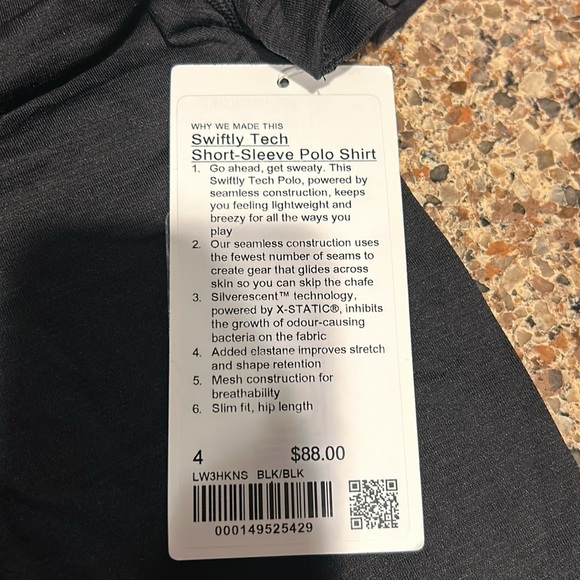 WHY WE MADE THIS
Swiftly Tech
Short-Sleeve Polo Shirt
1. Go ahead, get sweaty. This
Swiftly Tech Polo, powered by
seamless construction, keeps
you feeling lightweight and
breezy for all the ways you
play
2. Our seamless construction uses
the fewest number of seams to
create gear that glides across
skin so you can skip the chafe
3. Silverescent™ technology,
powered by X-STATIC®, inhibits
the growth of odour-causing
bacteria on the fabric
4. Added elastane improves stretch
and shape retention
5. Mesh construction for
breathability
6. Slim fit, hip length
4 $88.00
LW3HKNS BLK/BLK
000149525429